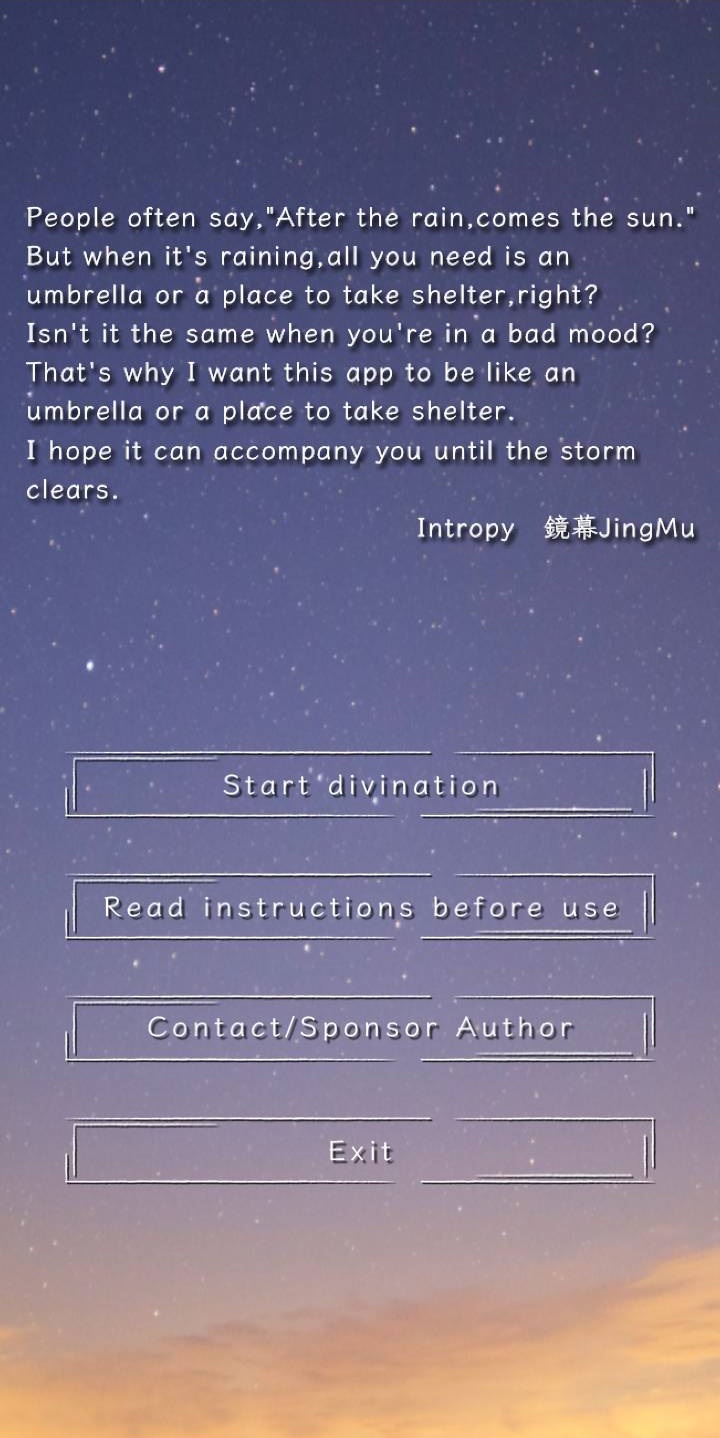 People often say,"After the rain,comes the sun."
But when it's raining,all you need is an
umbrella or a place to take shelter,right?
Isn't it the same when you're in a bad mood?
That's why I want this app to be like an
umbrella or a place to take shelter.
I hope it can accompany you until the storm
clears.
Intropy　鏡幕JingMu
Start divination
Read instructions before use
Contact/Sponsor Author
Exit